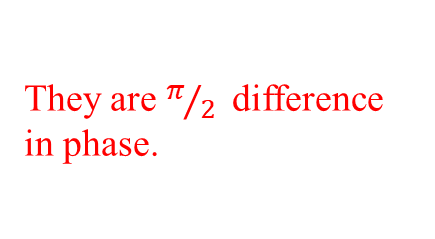 They are π/2 difference
in phase.